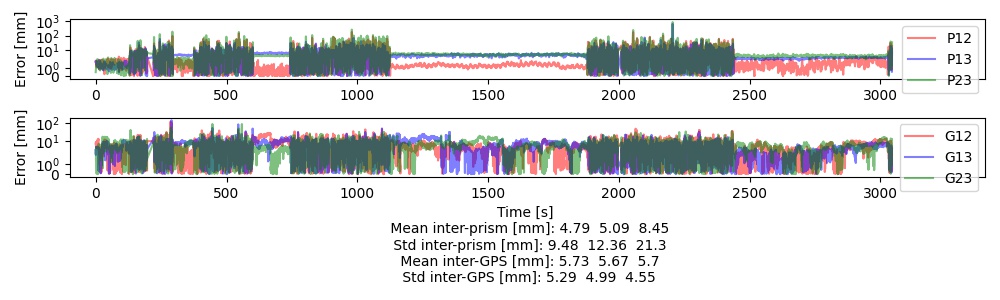 Error [mm]
10³
10²
10¹
10⁰
0
0 500 1000 1500 2000 2500 3000
P12
P13
P23
Error [mm]
10²
10¹
10⁰
0
0 500 1000 1500 2000 2500 3000
G12
G13
G23
Time [s]
Mean inter-prism [mm]: 4.79 5.09 8.45
Std inter-prism [mm]: 9.48 12.36 21.3
Mean inter-GPS [mm]: 5.73 5.67 5.7
Std inter-GPS [mm]: 5.29 4.99 4.55